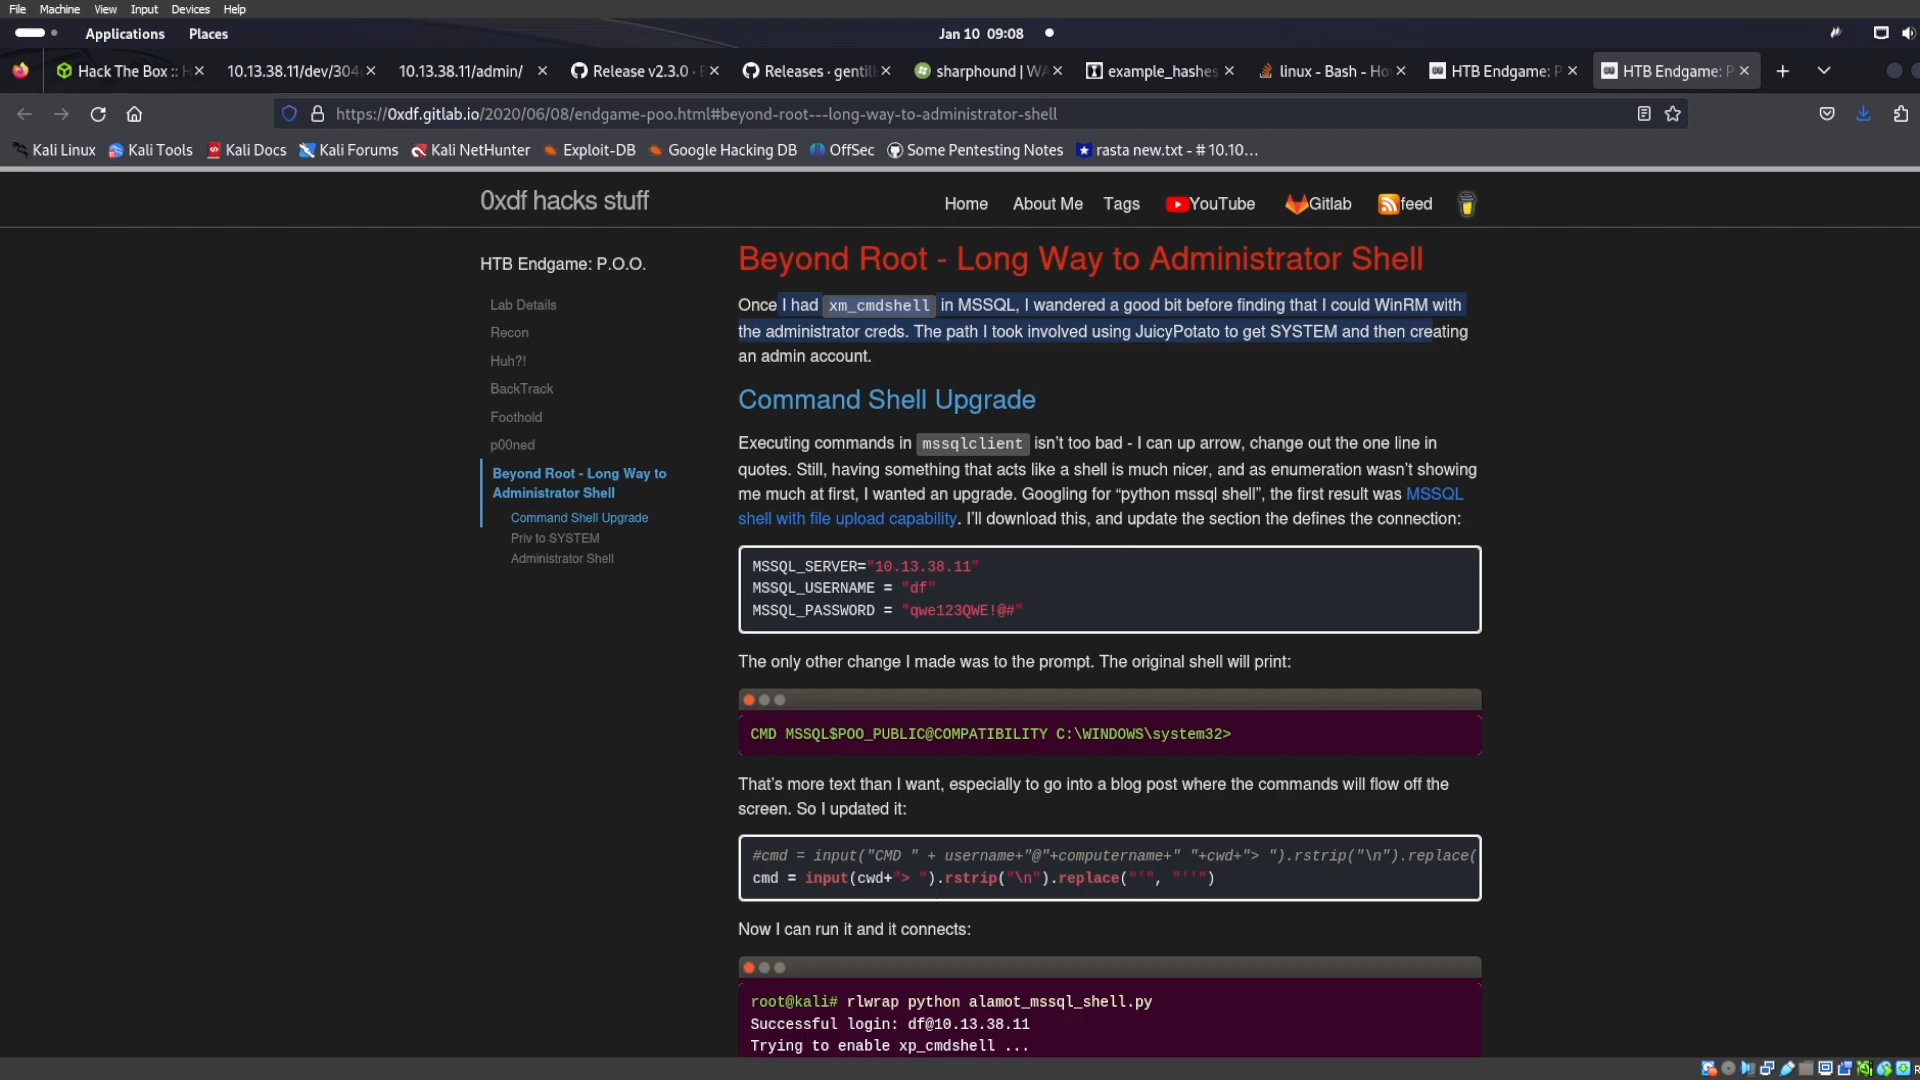 File Machine View Input Devices Help
Applications Places Jan 10 09:08
Hack The Box :: H 10.13.38.11/dev/304 10.13.38.11/admin/ Release v2.3.0 · B Releases · gentil sharphound | WA example_hashes linux - Bash - Ho HTB Endgame: P HTB Endgame: P
https://0xdf.gitlab.io/2020/06/08/endgame-poo.html#beyond-root---long-way-to-administrator-shell
Kali Linux Kali Tools Kali Docs Kali Forums Kali NetHunter Exploit-DB Google Hacking DB OffSec Some Pentesting Notes rasta new.txt - # 10.10…
0xdf hacks stuff
Home About Me Tags YouTube Gitlab feed
HTB Endgame: P.O.O.
Lab Details
Recon
Huh?!
BackTrack
Foothold
p00ned
Beyond Root - Long Way to
Administrator Shell
Command Shell Upgrade
Priv to SYSTEM
Administrator Shell
Beyond Root - Long Way to Administrator Shell
Once I had xm_cmdshell in MSSQL, I wandered a good bit before finding that I could WinRM with
the administrator creds. The path I took involved using JuicyPotato to get SYSTEM and then creating
an admin account.
Command Shell Upgrade
Executing commands in mssqlclient isn’t too bad - I can up arrow, change out the one line in
quotes. Still, having something that acts like a shell is much nicer, and as enumeration wasn’t showing
me much at first, I wanted an upgrade. Googling for “python mssql shell”, the first result was MSSQL
shell with file upload capability. I’ll download this, and update the section the defines the connection:
MSSQL_SERVER="10.13.38.11"
MSSQL_USERNAME = "df"
MSSQL_PASSWORD = "qwe123QWE!@#"
The only other change I made was to the prompt. The original shell will print:
CMD MSSQL$POO_PUBLIC@COMPATIBILITY C:\WINDOWS\system32>
That’s more text than I want, especially to go into a blog post where the commands will flow off the
screen. So I updated it:
#cmd = input("CMD " + username+"@"+computername+" "+cwd+"> ").rstrip("\n").replace(
cmd = input(cwd+"> ").rstrip("\n").replace("'", "''")
Now I can run it and it connects:
root@kali# rlwrap python alamot_mssql_shell.py
Successful login: df@10.13.38.11
Trying to enable xp_cmdshell ...